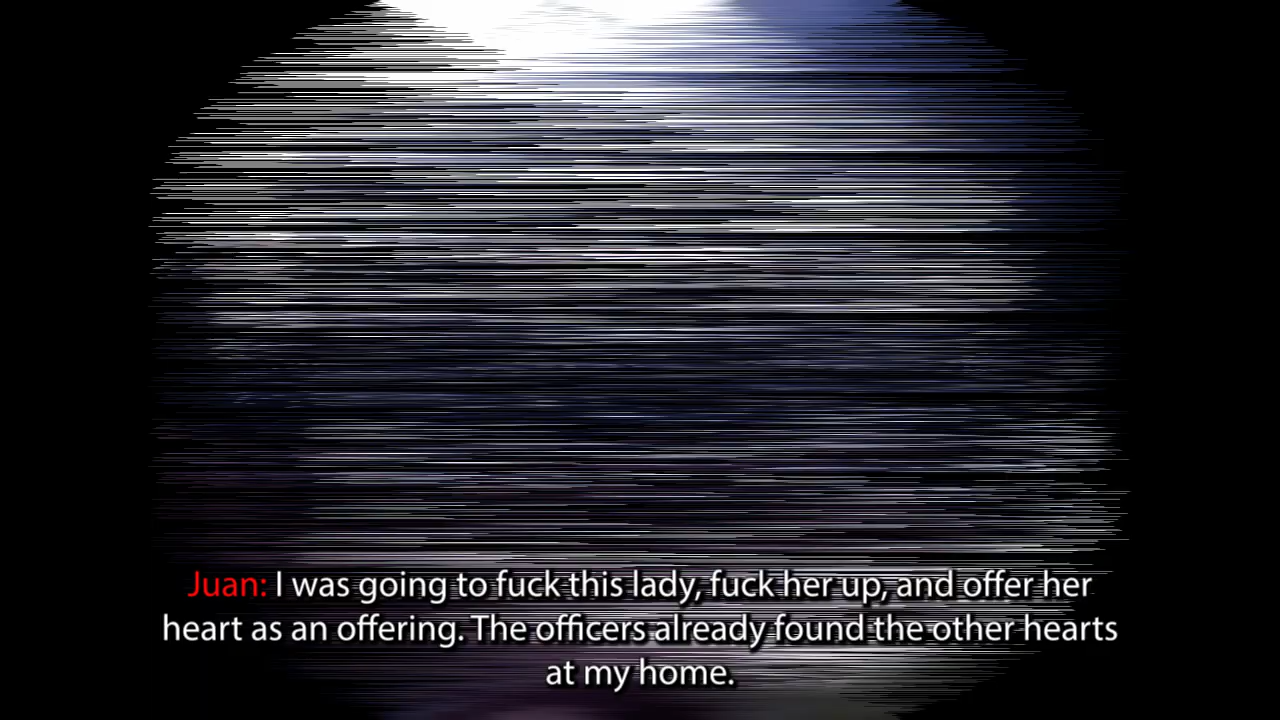 Juan: I was going to fuck this lady, fuck her up, and offer her
heart as an offering. The officers already found the other hearts
at my home.